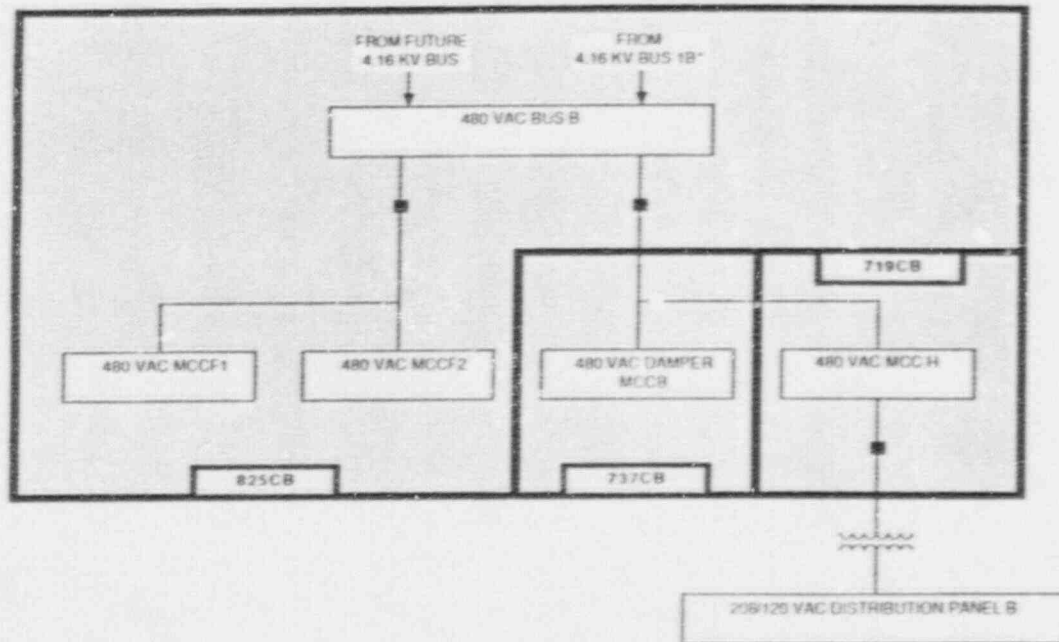 FROM FUTURE
4.16 KV BUS
FROM
4.16 KV BUS 1B"
480 VAC BUS B
719CB
480 VAC MCCF1
480 VAC MCCF2
480 VAC DAMPER
MCCB
480 VAC MCC H
825CB
737CB
208/120 VAC DISTRIBUTION PANEL B